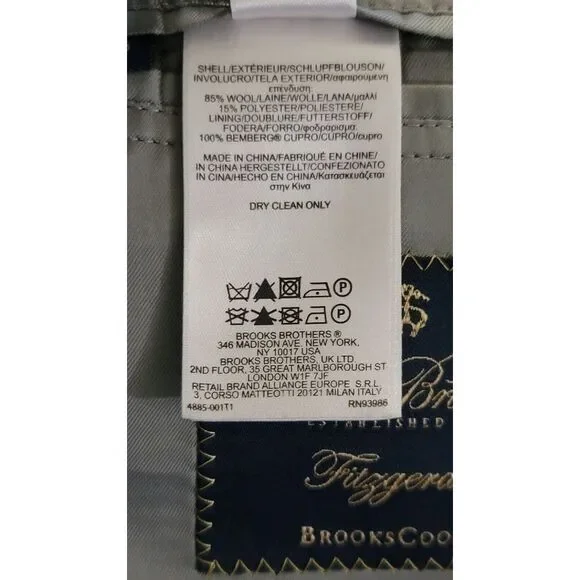 SHELL/EXTÉRIEUR/SCHLUPFBLOUSON/
INVOLUCRO/TELA EXTERIOR/αφαιρούμενη
επένδυση:
85% WOOL/LAINE/WOLLE/LANA/μαλλί
15% POLYESTER/POLIESTERE/
LINING/DOUBLURE/FUTTERSTOFF/
FODERA/FORRO/φοδράρισμα:
100% BEMBERG® CUPRO/CUPRO/cupro
MADE IN CHINA/FABRIQUÉ EN CHINE/
IN CHINA HERGESTELLT/CONFEZIONATO
IN CINA/HECHO EN CHINA/Κατασκευάζεται
στην Κίνα
DRY CLEAN ONLY
P
P
BROOKS BROTHERS ®
346 MADISON AVE. NEW YORK,
NY 10017 USA
BROOKS BROTHERS, UK LTD
2ND FLOOR, 35 GREAT MARLBOROUGH ST
LONDON W1F 7JF
RETAIL BRAND ALLIANCE EUROPE S.R.L.
3, CORSO MATTEOTTI 20121 MILAN ITALY
4885-001T1 RN93986
Br
ESTABLISHED
Fitzgera
BROOKSCOO